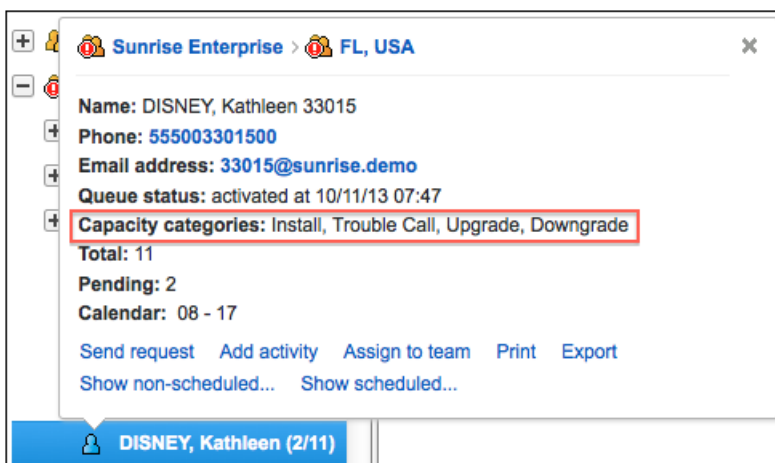 Sunrise Enterprise > FL, USA
Name: DISNEY, Kathleen 33015
Phone: 555003301500
Email address: 33015@sunrise.demo
Queue status: activated at 10/11/13 07:47
Capacity categories: Install, Trouble Call, Upgrade, Downgrade
Total: 11
Pending: 2
Calendar: 08 - 17
Send request Add activity Assign to team Print Export
Show non-scheduled... Show scheduled...
DISNEY, Kathleen (2/11)